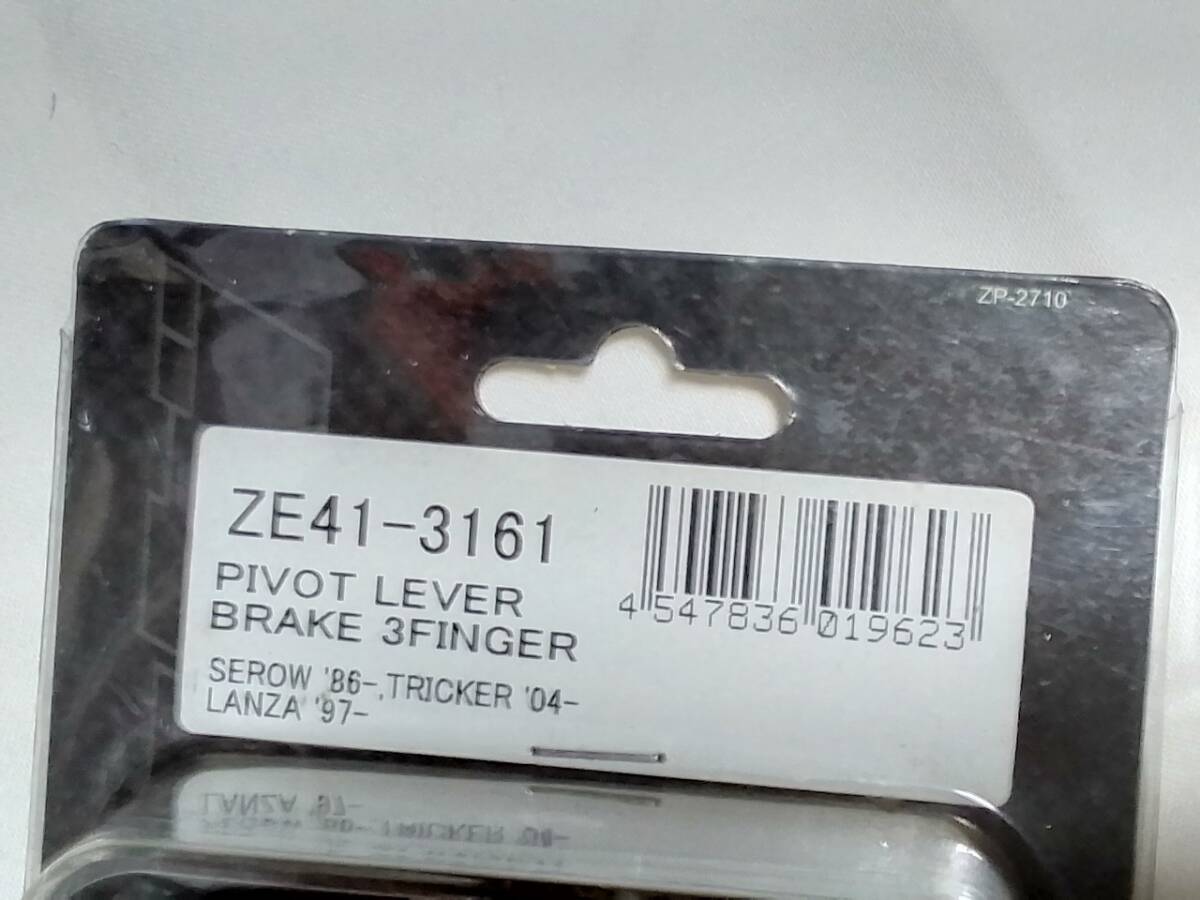 ZP-2710
ZE41-3161
PIVOT LEVER
BRAKE 3FINGER
SEROW '86-,TRICKER '04-
LANZA '97-
4 547836 019623